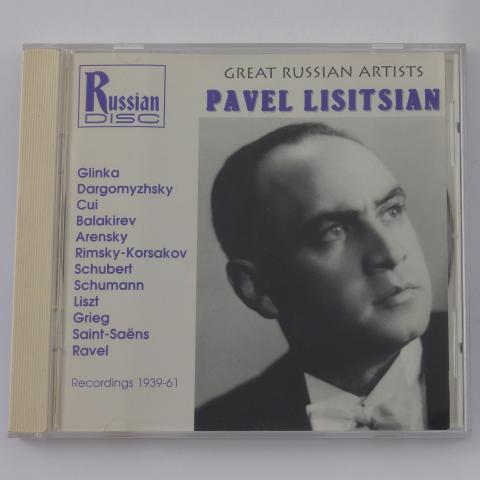 Russian
DISC
GREAT RUSSIAN ARTISTS
PAVEL LISITSIAN
Glinka
Dargomyzhsky
Cui
Balakirev
Arensky
Rimsky-Korsakov
Schubert
Schumann
Liszt
Grieg
Saint-Saëns
Ravel
Recordings 1939-61